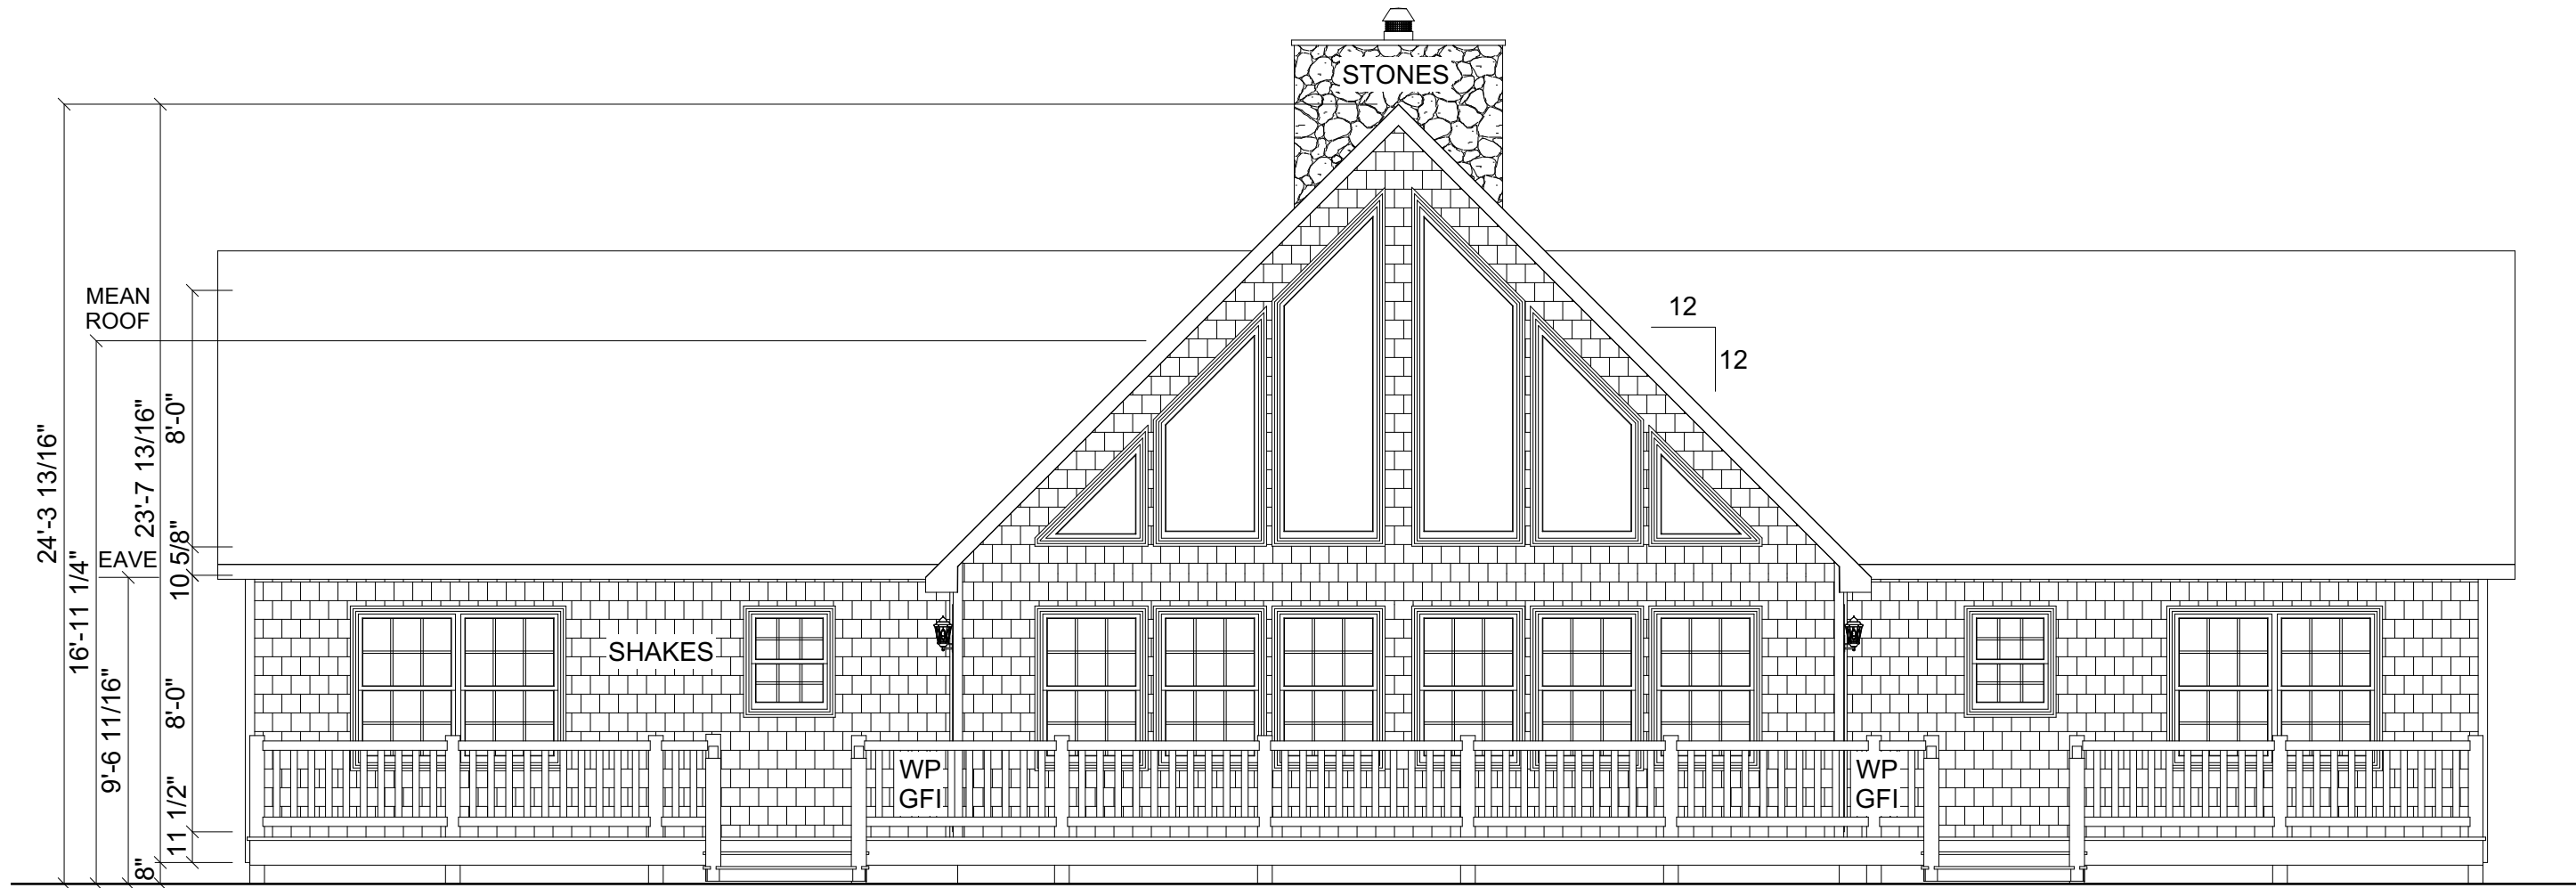 STONES
MEAN
ROOF
12
12
24'-3 13/16"
16'-11 1/4"
EAVE
9'-6 11/16"
23'-7 13/16"
8"
8'-0"
10 5/8"
8'-0"
11 1/2"
SHAKES
WP
GFI
WP
GFI